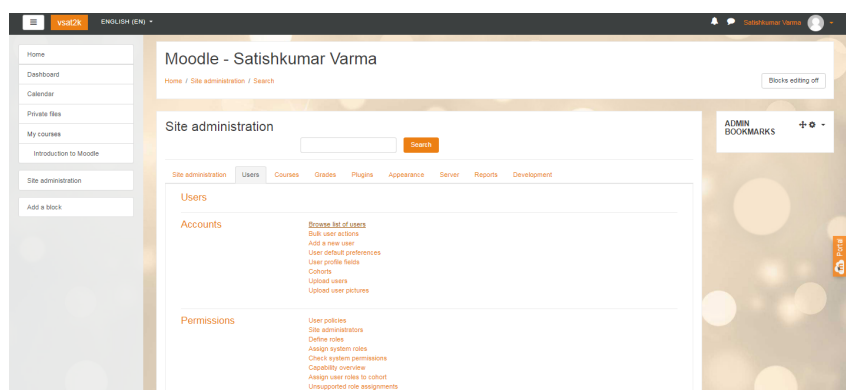 vsat2k ENGLISH (EN)
Satishkumar Varma
Home
Dashboard
Calendar
Private files
My courses
Introduction to Moodle
Site administration
Add a block
Moodle - Satishkumar Varma
Home / Site administration / Search
Blocks editing off
Site administration
Search
Site administration Users Courses Grades Plugins Appearance Server Reports Development
Users
Accounts
Browse list of users
Bulk user actions
Add a new user
User default preferences
User profile fields
Cohorts
Upload users
Upload user pictures
Permissions
User policies
Site administrators
Define roles
Assign system roles
Check system permissions
Capability overview
Assign user roles to cohort
Unsupported role assignments
ADMIN
BOOKMARKS
Portal